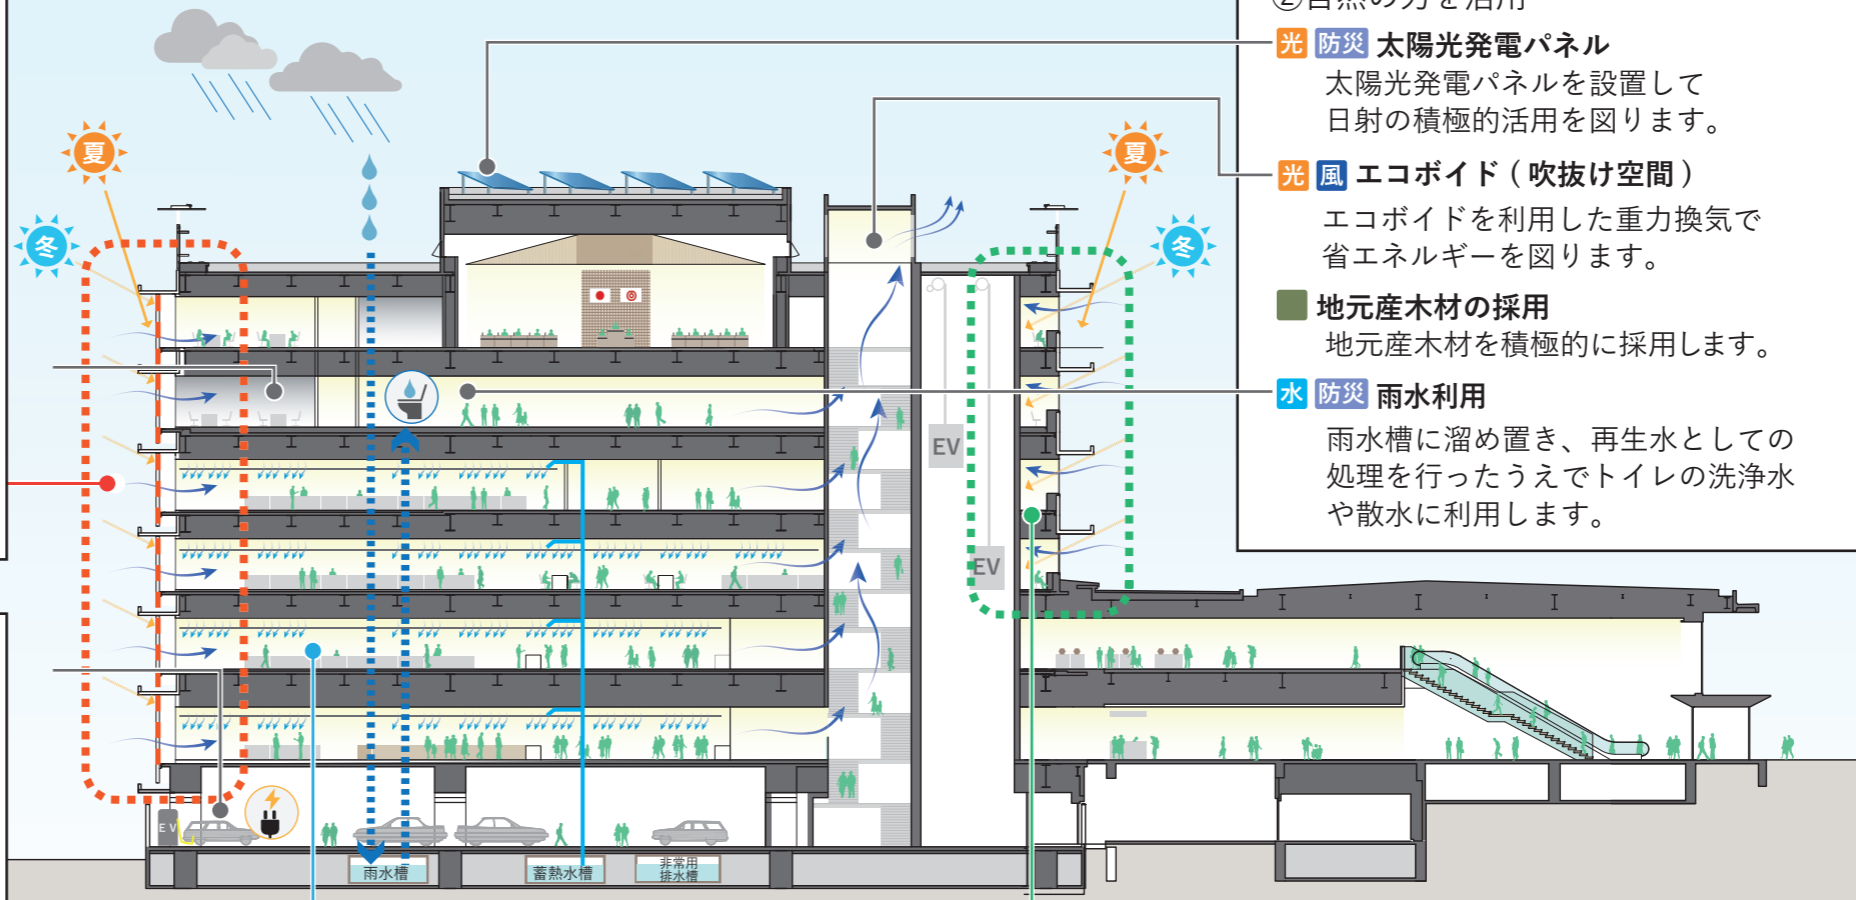 ②自然の力を活用
光 防災 太陽光発電パネル
太陽光発電パネルを設置して
日射の積極的活用を図ります。
光 風 エコボイド ( 吹抜け空間 )
エコボイドを利用した重力換気で
省エネルギーを図ります。
地元産木材の採用
地元産木材を積極的に採用します。
水 防災 雨水利用
雨水槽に溜め置き、再生水としての
処理を行ったうえでトイレの洗浄水
や散水に利用します。
夏
冬
夏
冬
EV
EV
EV
雨水槽
蓄熱水槽
非常用
排水槽